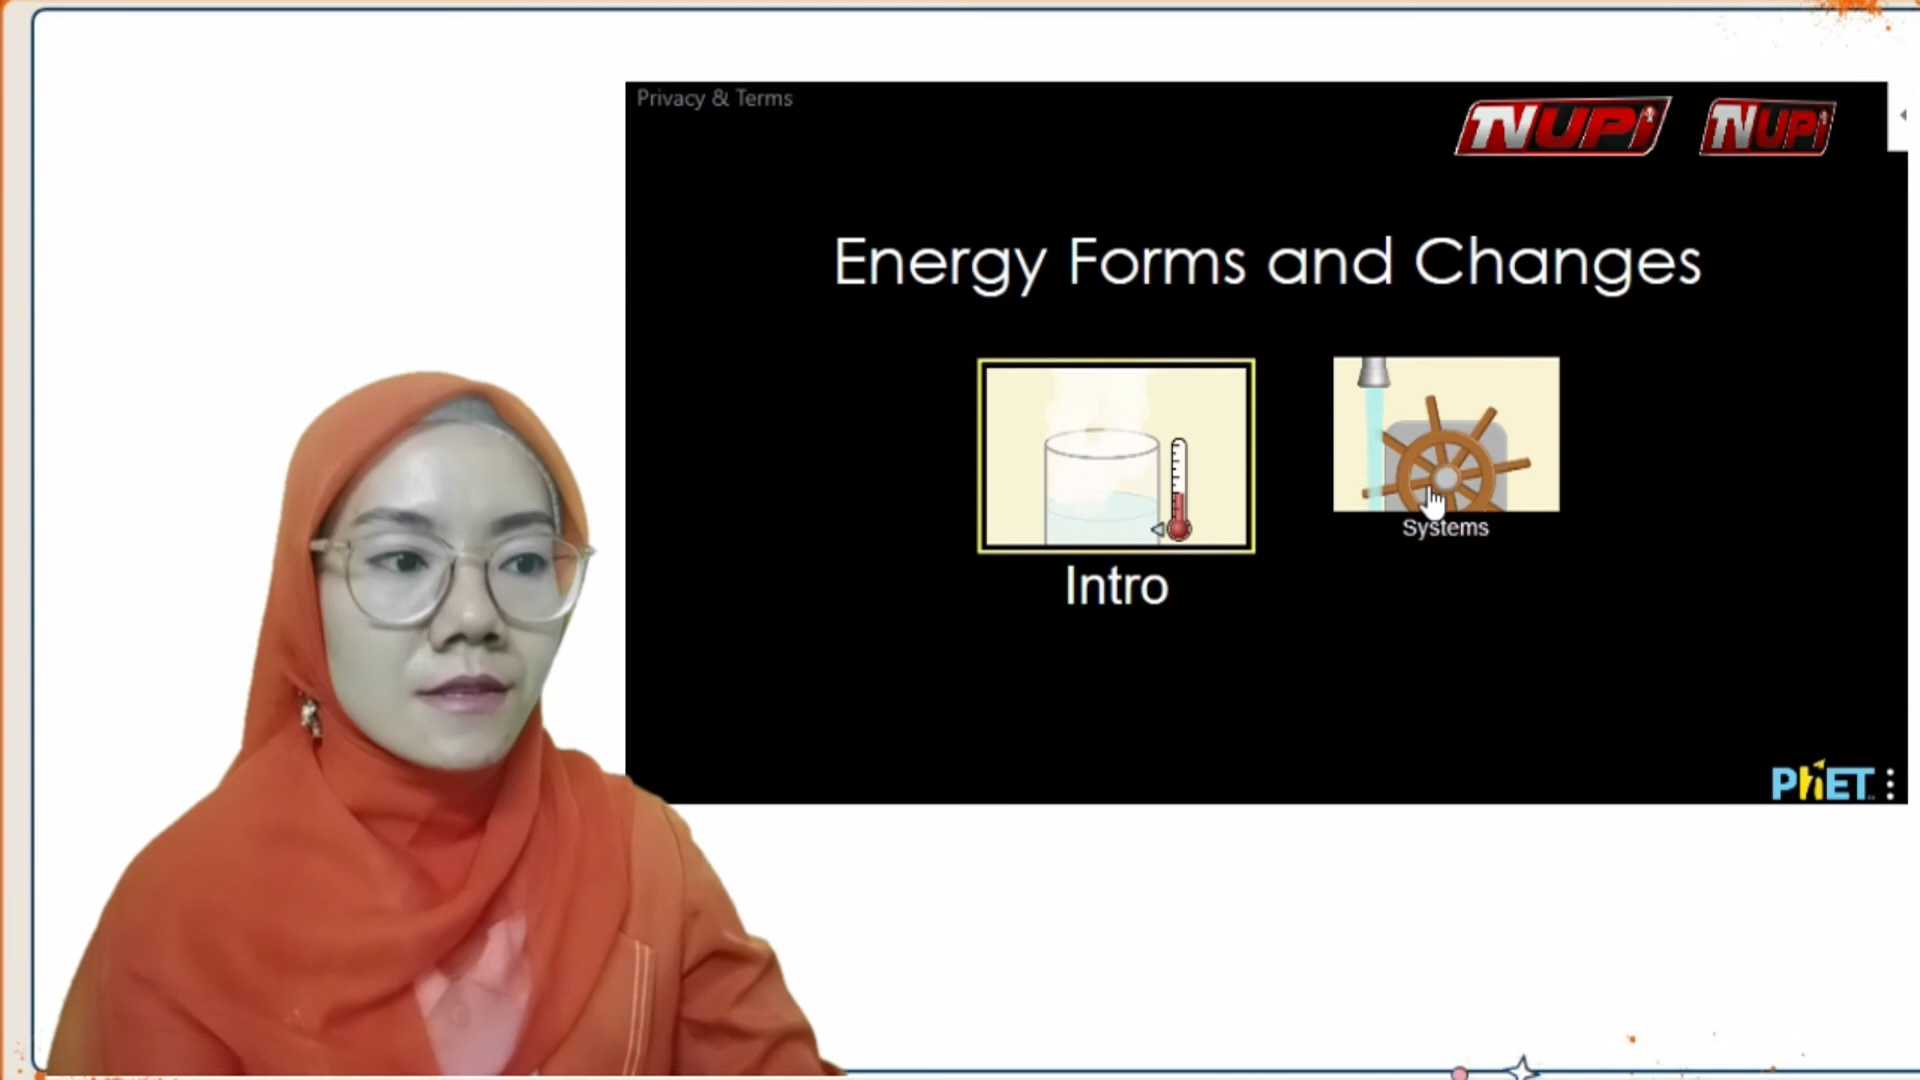 Privacy & Terms
TVUPI TVUPI
Energy Forms and Changes
Intro
Systems
PhET